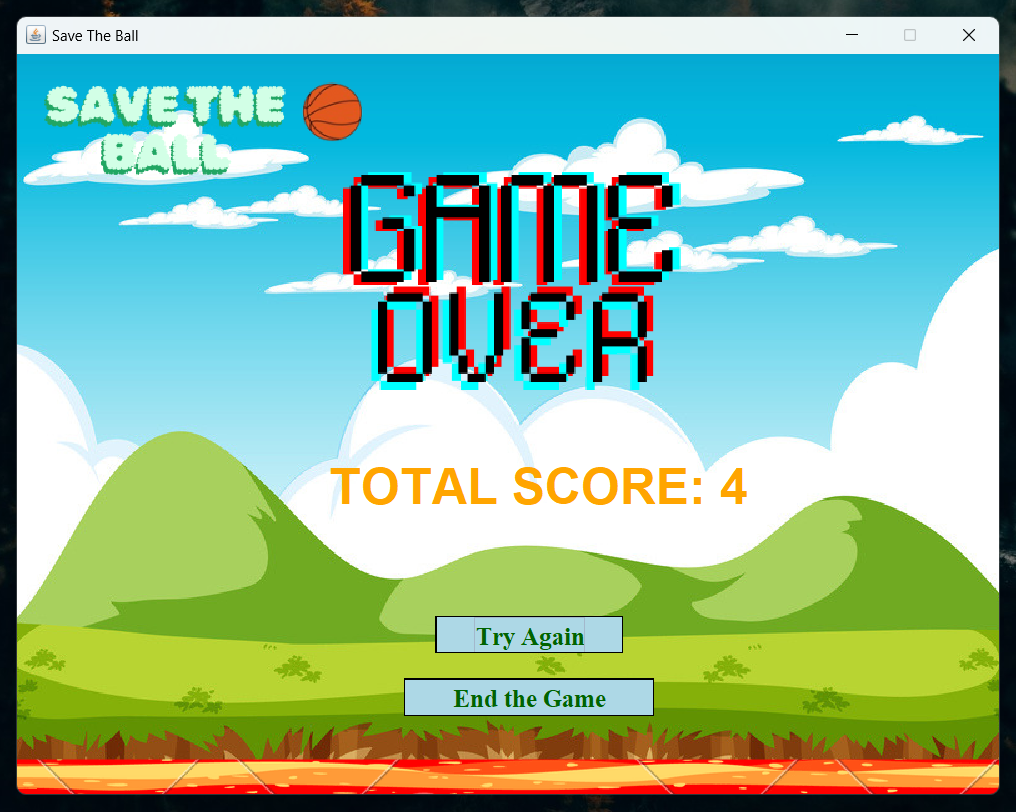 Save The Ball
SAVE THE
BALL
GAME
OVER
TOTAL SCORE: 4
Try Again
End the Game